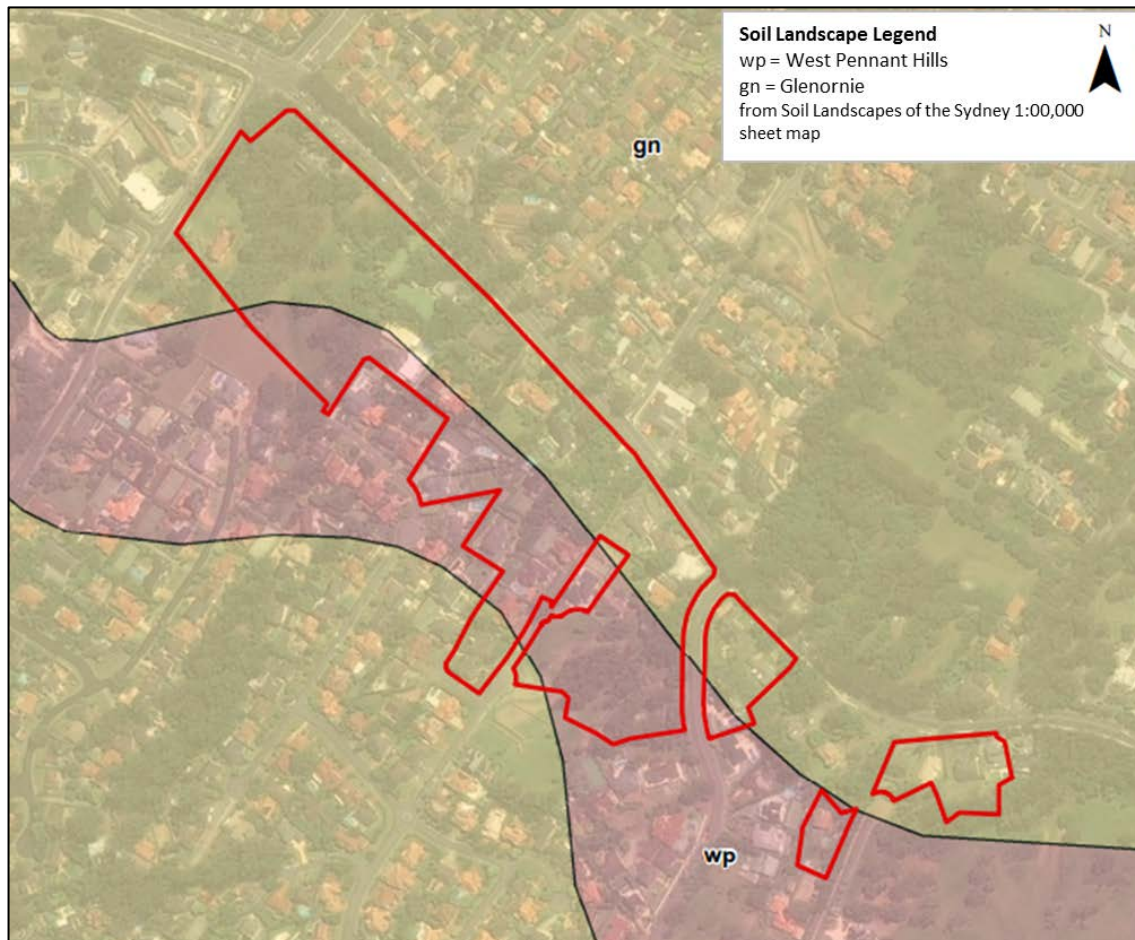 Soil Landscape Legend
wp = West Pennant Hills
gn = Glenornie
from Soil Landscapes of the Sydney 1:00,000
sheet map
N
gn
wp